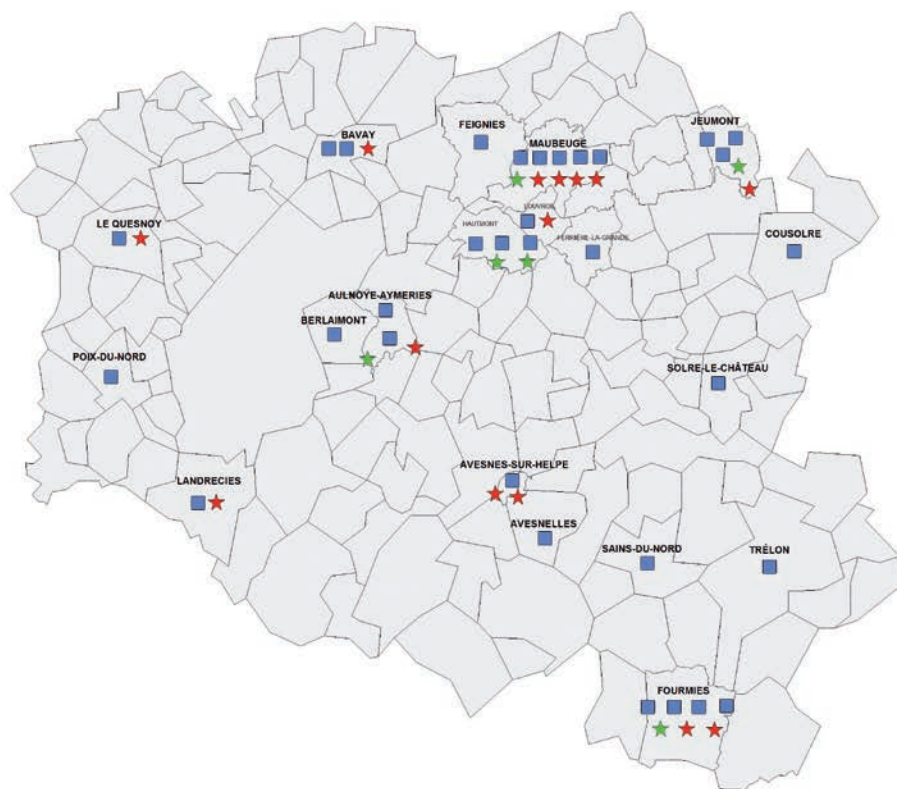 BAVAY
FEIGNIES
MAUBEUGE
JEUMONT
LE QUESNOY
LOUVROIL
HAUTMONT
FERRIÈRE-LA-GRANDE
COUSOLRE
AULNOYE-AYMERIES
BERLAIMONT
POIX-DU-NORD
SOLRE-LE-CHÂTEAU
LANDRECIES
AVESNES-SUR-HELPE
AVESNELLES
SAINS-DU-NORD
TRÉLON
FOURMIES